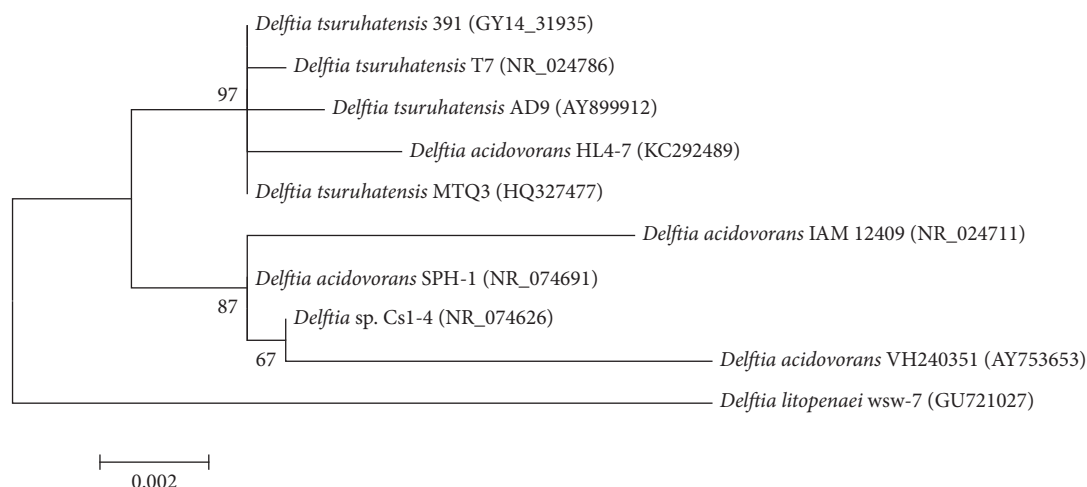 Delftia tsuruhatensis 391 (GY14_31935)
Delftia tsuruhatensis T7 (NR_024786)
97
Delftia tsuruhatensis AD9 (AY899912)
Delftia acidovorans HL4-7 (KC292489)
Delftia tsuruhatensis MTQ3 (HQ327477)
Delftia acidovorans IAM 12409 (NR_024711)
Delftia acidovorans SPH-1 (NR_074691)
87
Delftia sp. Cs1-4 (NR_074626)
67
Delftia acidovorans VH240351 (AY753653)
Delftia litopenaei wsw-7 (GU721027)
0.002